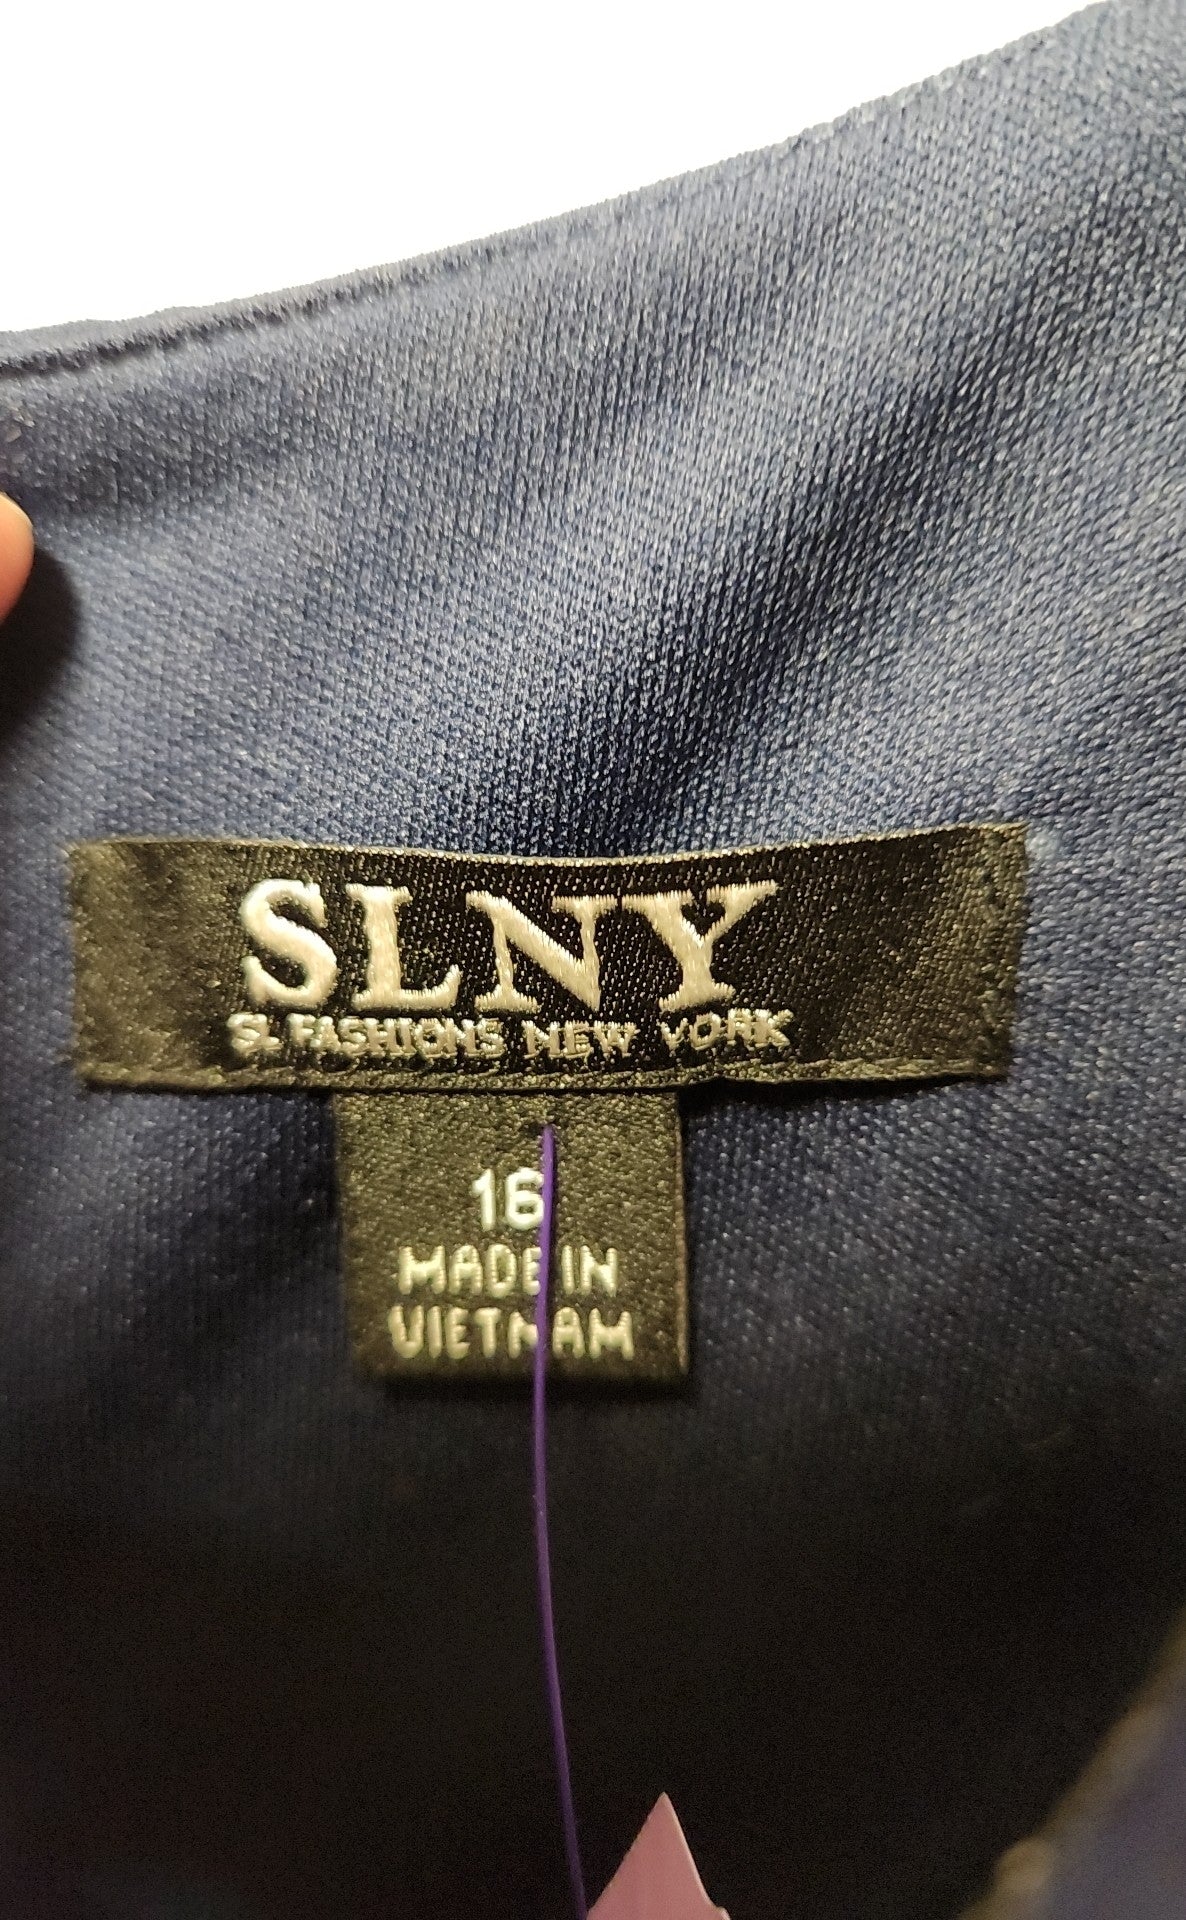 SLNY
SL FASHIONS NEW YORK
16
MADE IN
VIETNAM